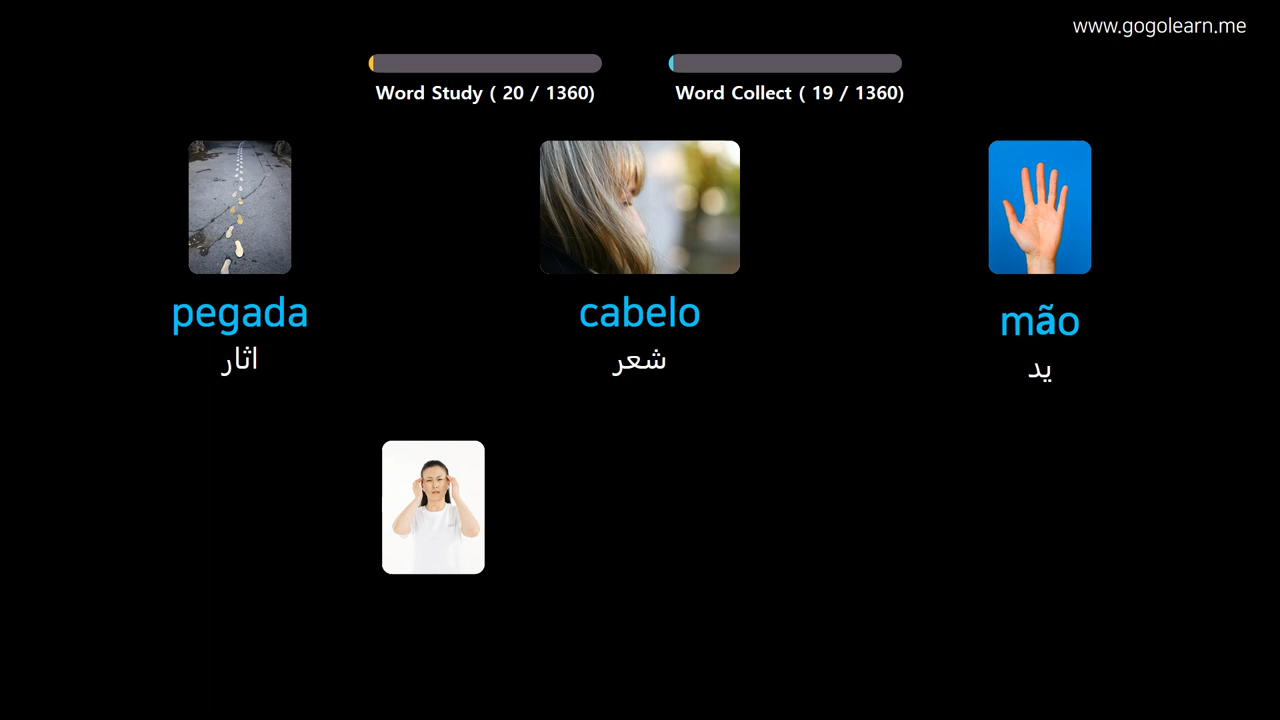 www.gogolearn.me
Word Study ( 20 / 1360)
Word Collect ( 19 / 1360)
pegada
اثار
cabelo
شعر
mão
يد